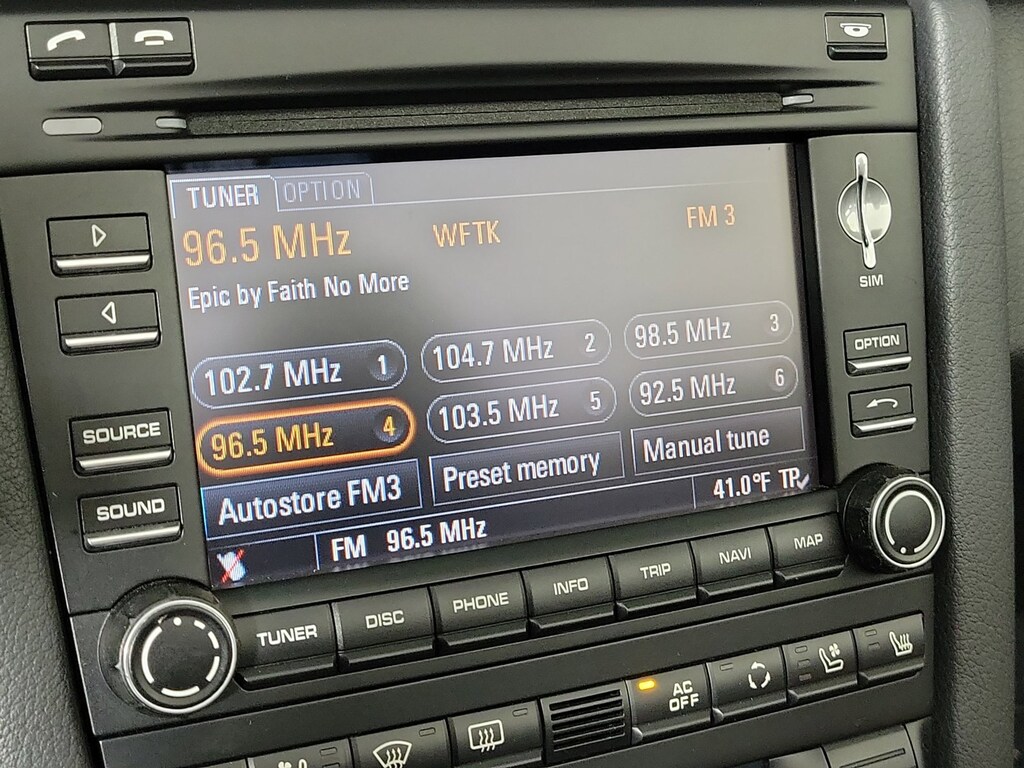 TUNER OPTION
96.5 MHz WFTK FM 3
Epic by Faith No More
102.7 MHz 1 104.7 MHz 2 98.5 MHz 3
96.5 MHz 4 103.5 MHz 5 92.5 MHz 6
Autostore FM3 Preset memory Manual tune
FM 96.5 MHz 41.0°F TP
SIM
OPTION
SOURCE
SOUND
TUNER DISC PHONE INFO TRIP NAVI MAP
AC
OFF